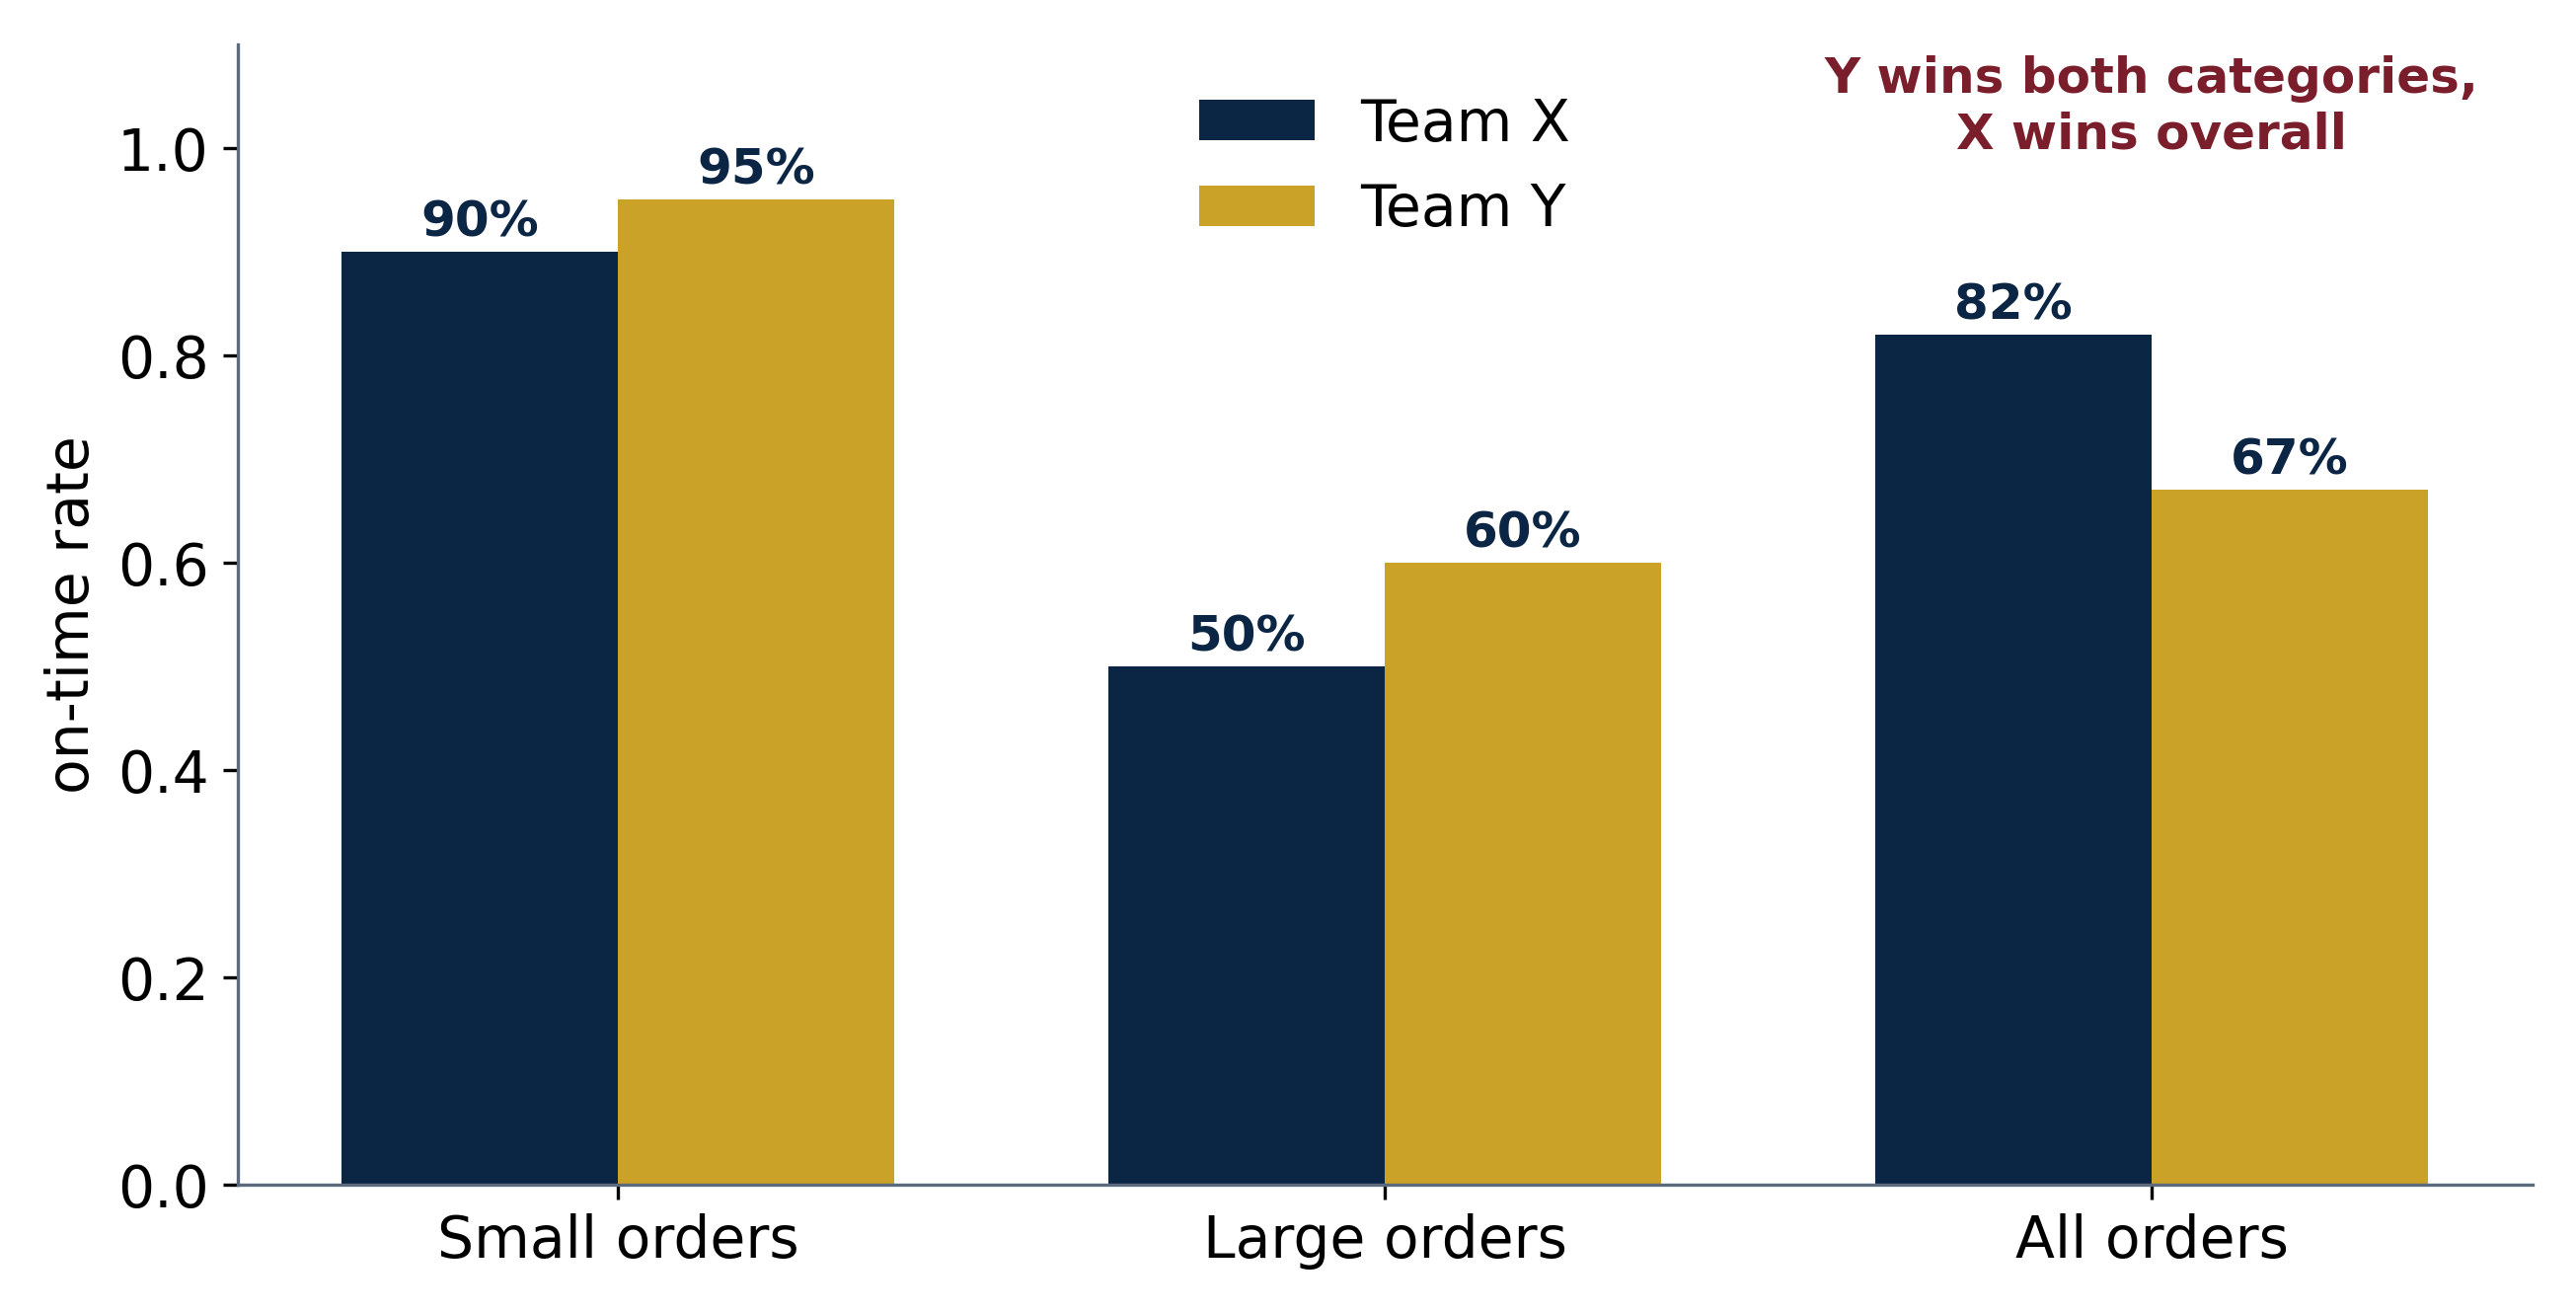 Y wins both categories,
X wins overall
Team X
Team Y
1.0
0.8
0.6
0.4
0.2
0.0
on-time rate
90%
95%
50%
60%
82%
67%
Small orders
Large orders
All orders